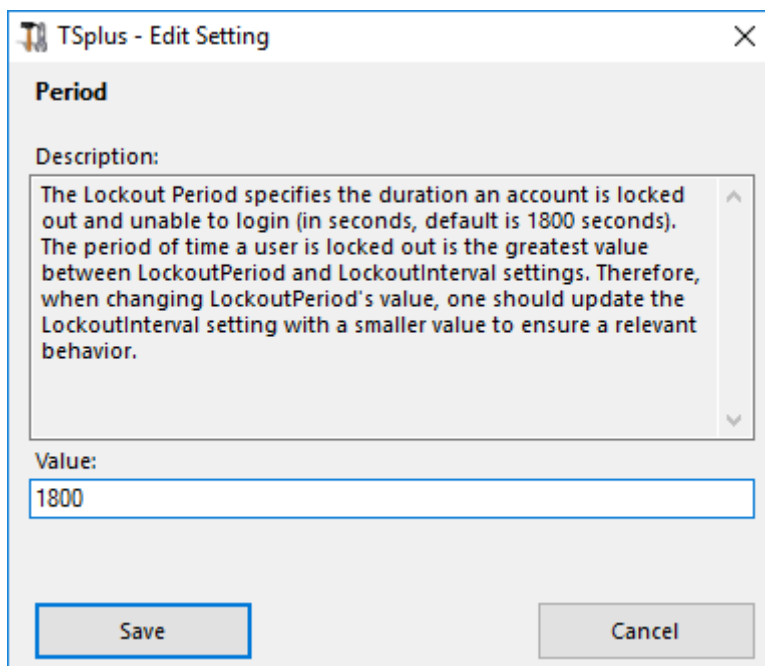 TSplus - Edit Setting
Period
Description:
The Lockout Period specifies the duration an account is locked
out and unable to login (in seconds, default is 1800 seconds).
The period of time a user is locked out is the greatest value
between LockoutPeriod and LockoutInterval settings. Therefore,
when changing LockoutPeriod's value, one should update the
LockoutInterval setting with a smaller value to ensure a relevant
behavior.
Value:
1800
Save
Cancel